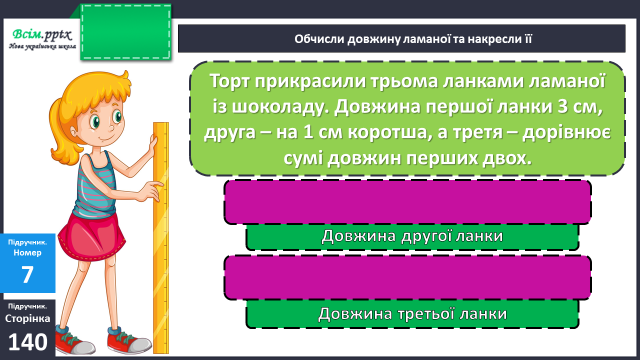 Всім.pptx
Нова українська школа
Обчисли довжину ламаної та накресли її
Торт прикрасили трьома ланками ламаної
із шоколаду. Довжина першої ланки 3 см,
друга – на 1 см коротша, а третя – дорівнює
сумі довжин перших двох.
Довжина другої ланки
Довжина третьої ланки
Підручник.
Номер
7
Підручник.
Сторінка
140